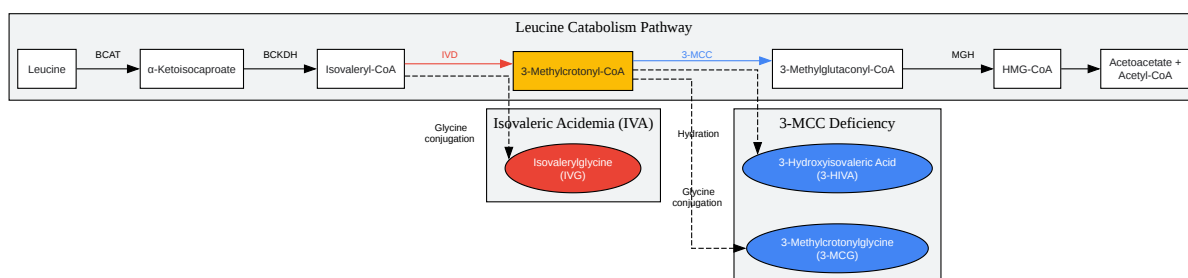 Leucine Catabolism Pathway
Leucine
BCAT
α-Ketoisocaproate
BCKDH
Isovaleryl-CoA
IVD
3-Methylcrotonyl-CoA
3-MCC
3-Methylglutaconyl-CoA
MGH
HMG-CoA
Acetoacetate +
Acetyl-CoA
Glycine
conjugation
Isovaleric Acidemia (IVA)
Isovalerylglycine
(IVG)
Hydration
Glycine
conjugation
3-MCC Deficiency
3-Hydroxyisovaleric Acid
(3-HIVA)
3-Methylcrotonylglycine
(3-MCG)